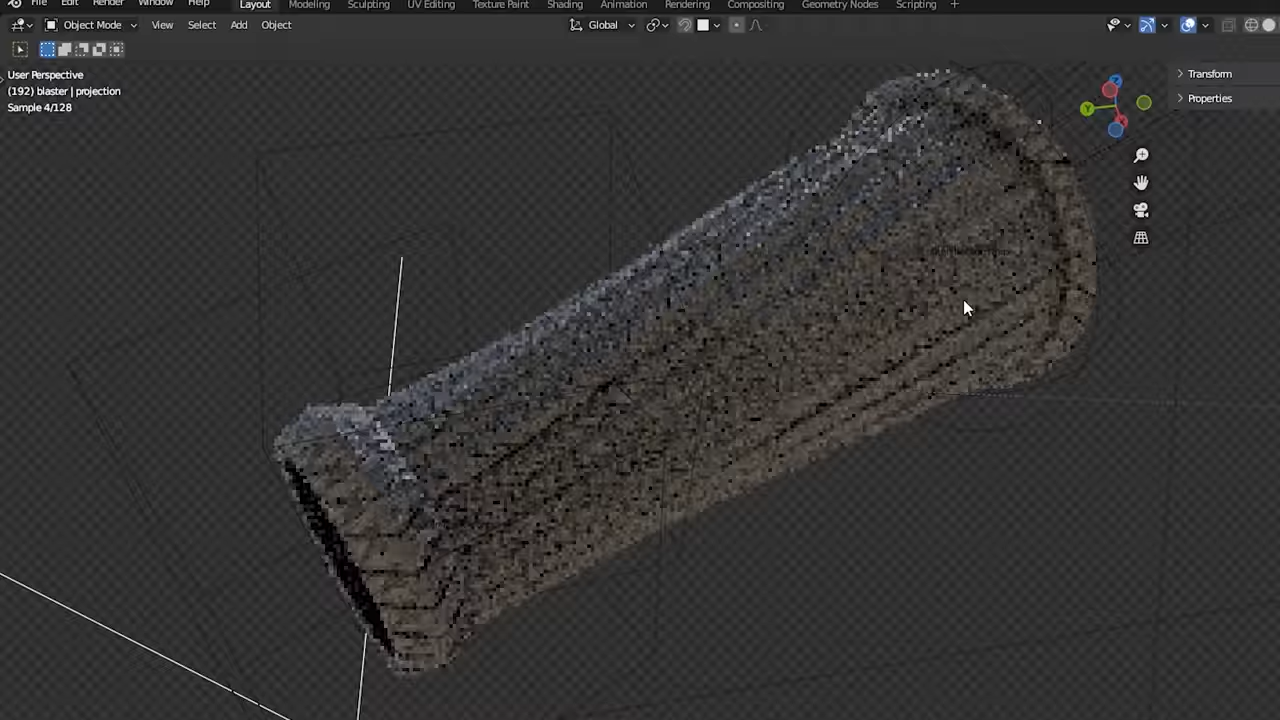 File Edit Render Window Help Layout Modeling Sculpting UV Editing Texture Paint Shading Animation Rendering Compositing Geometry Nodes Scripting +
Object Mode View Select Add Object Global
User Perspective
(192) blaster | projection
Sample 4/128
Transform
Properties
Z
Y
X